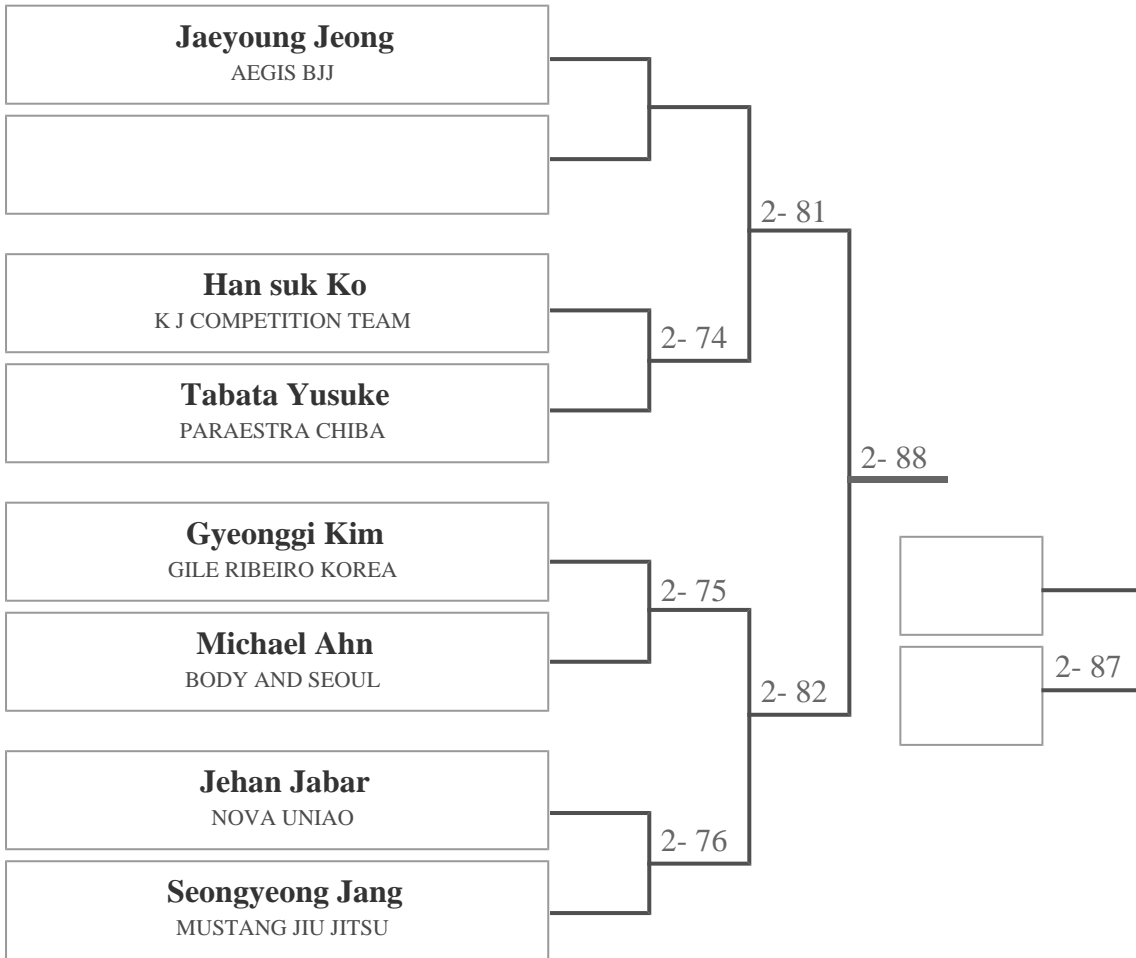 Jaeyoung Jeong
AEGIS BJJ
2- 81
Han suk Ko
K J COMPETITION TEAM
2- 74
Tabata Yusuke
PARAESTRA CHIBA
2- 88
Gyeonggi Kim
GILE RIBEIRO KOREA
2- 75
Michael Ahn
BODY AND SEOUL
2- 87
2- 82
Jehan Jabar
NOVA UNIAO
2- 76
Seongyeong Jang
MUSTANG JIU JITSU